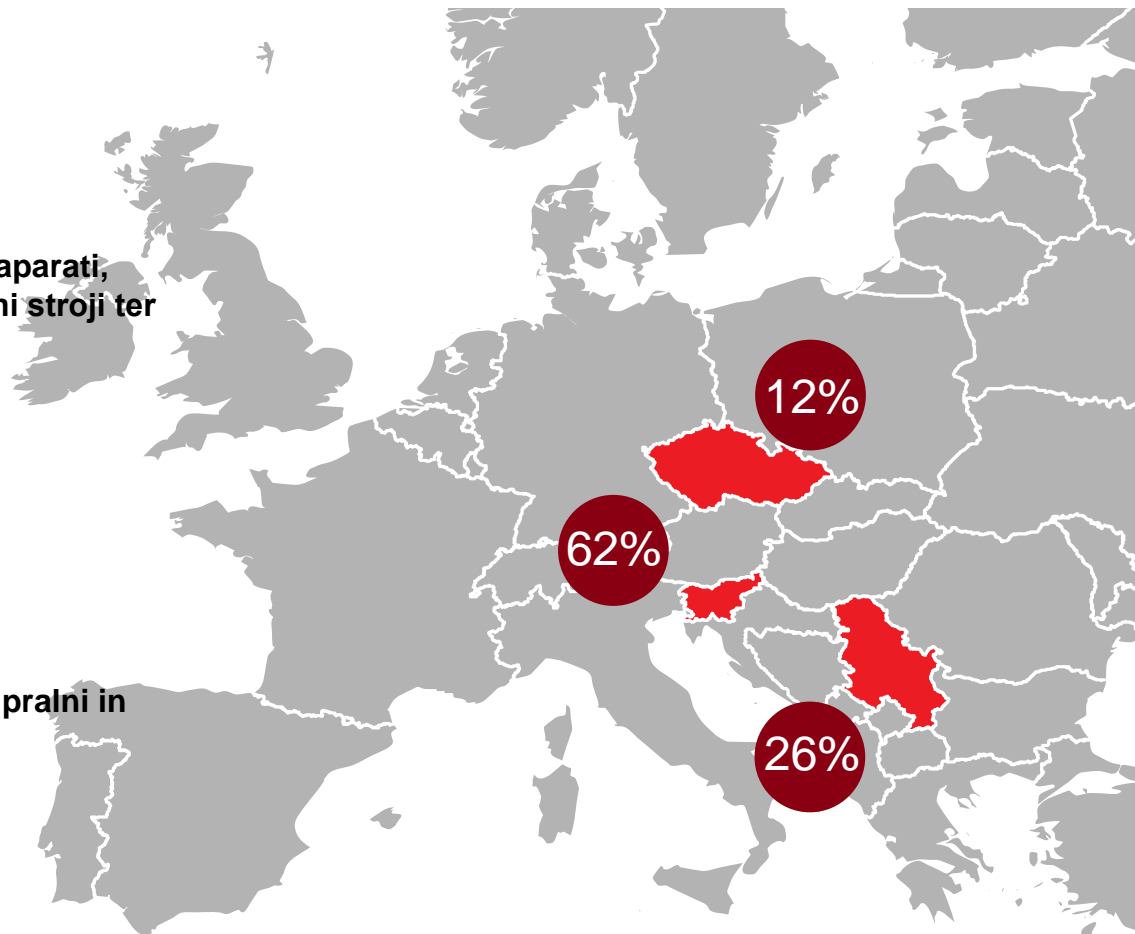 aparati,
ni stroji ter
12%
62%
pralni in
26%